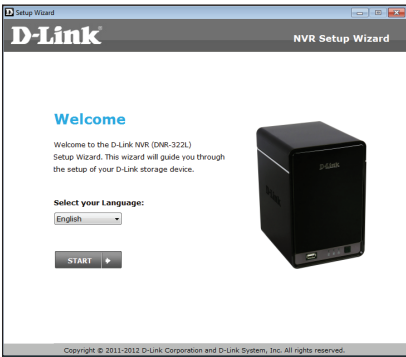 Setup Wizard
D-Link
NVR Setup Wizard
Welcome
Welcome to the D-Link NVR (DNR-322L)
Setup Wizard. This wizard will guide you through
the setup of your D-Link storage device.
Select your Language:
English
START
D-Link
D-Link
Copyright © 2011-2012 D-Link Corporation and D-Link System, Inc. All rights reserved.